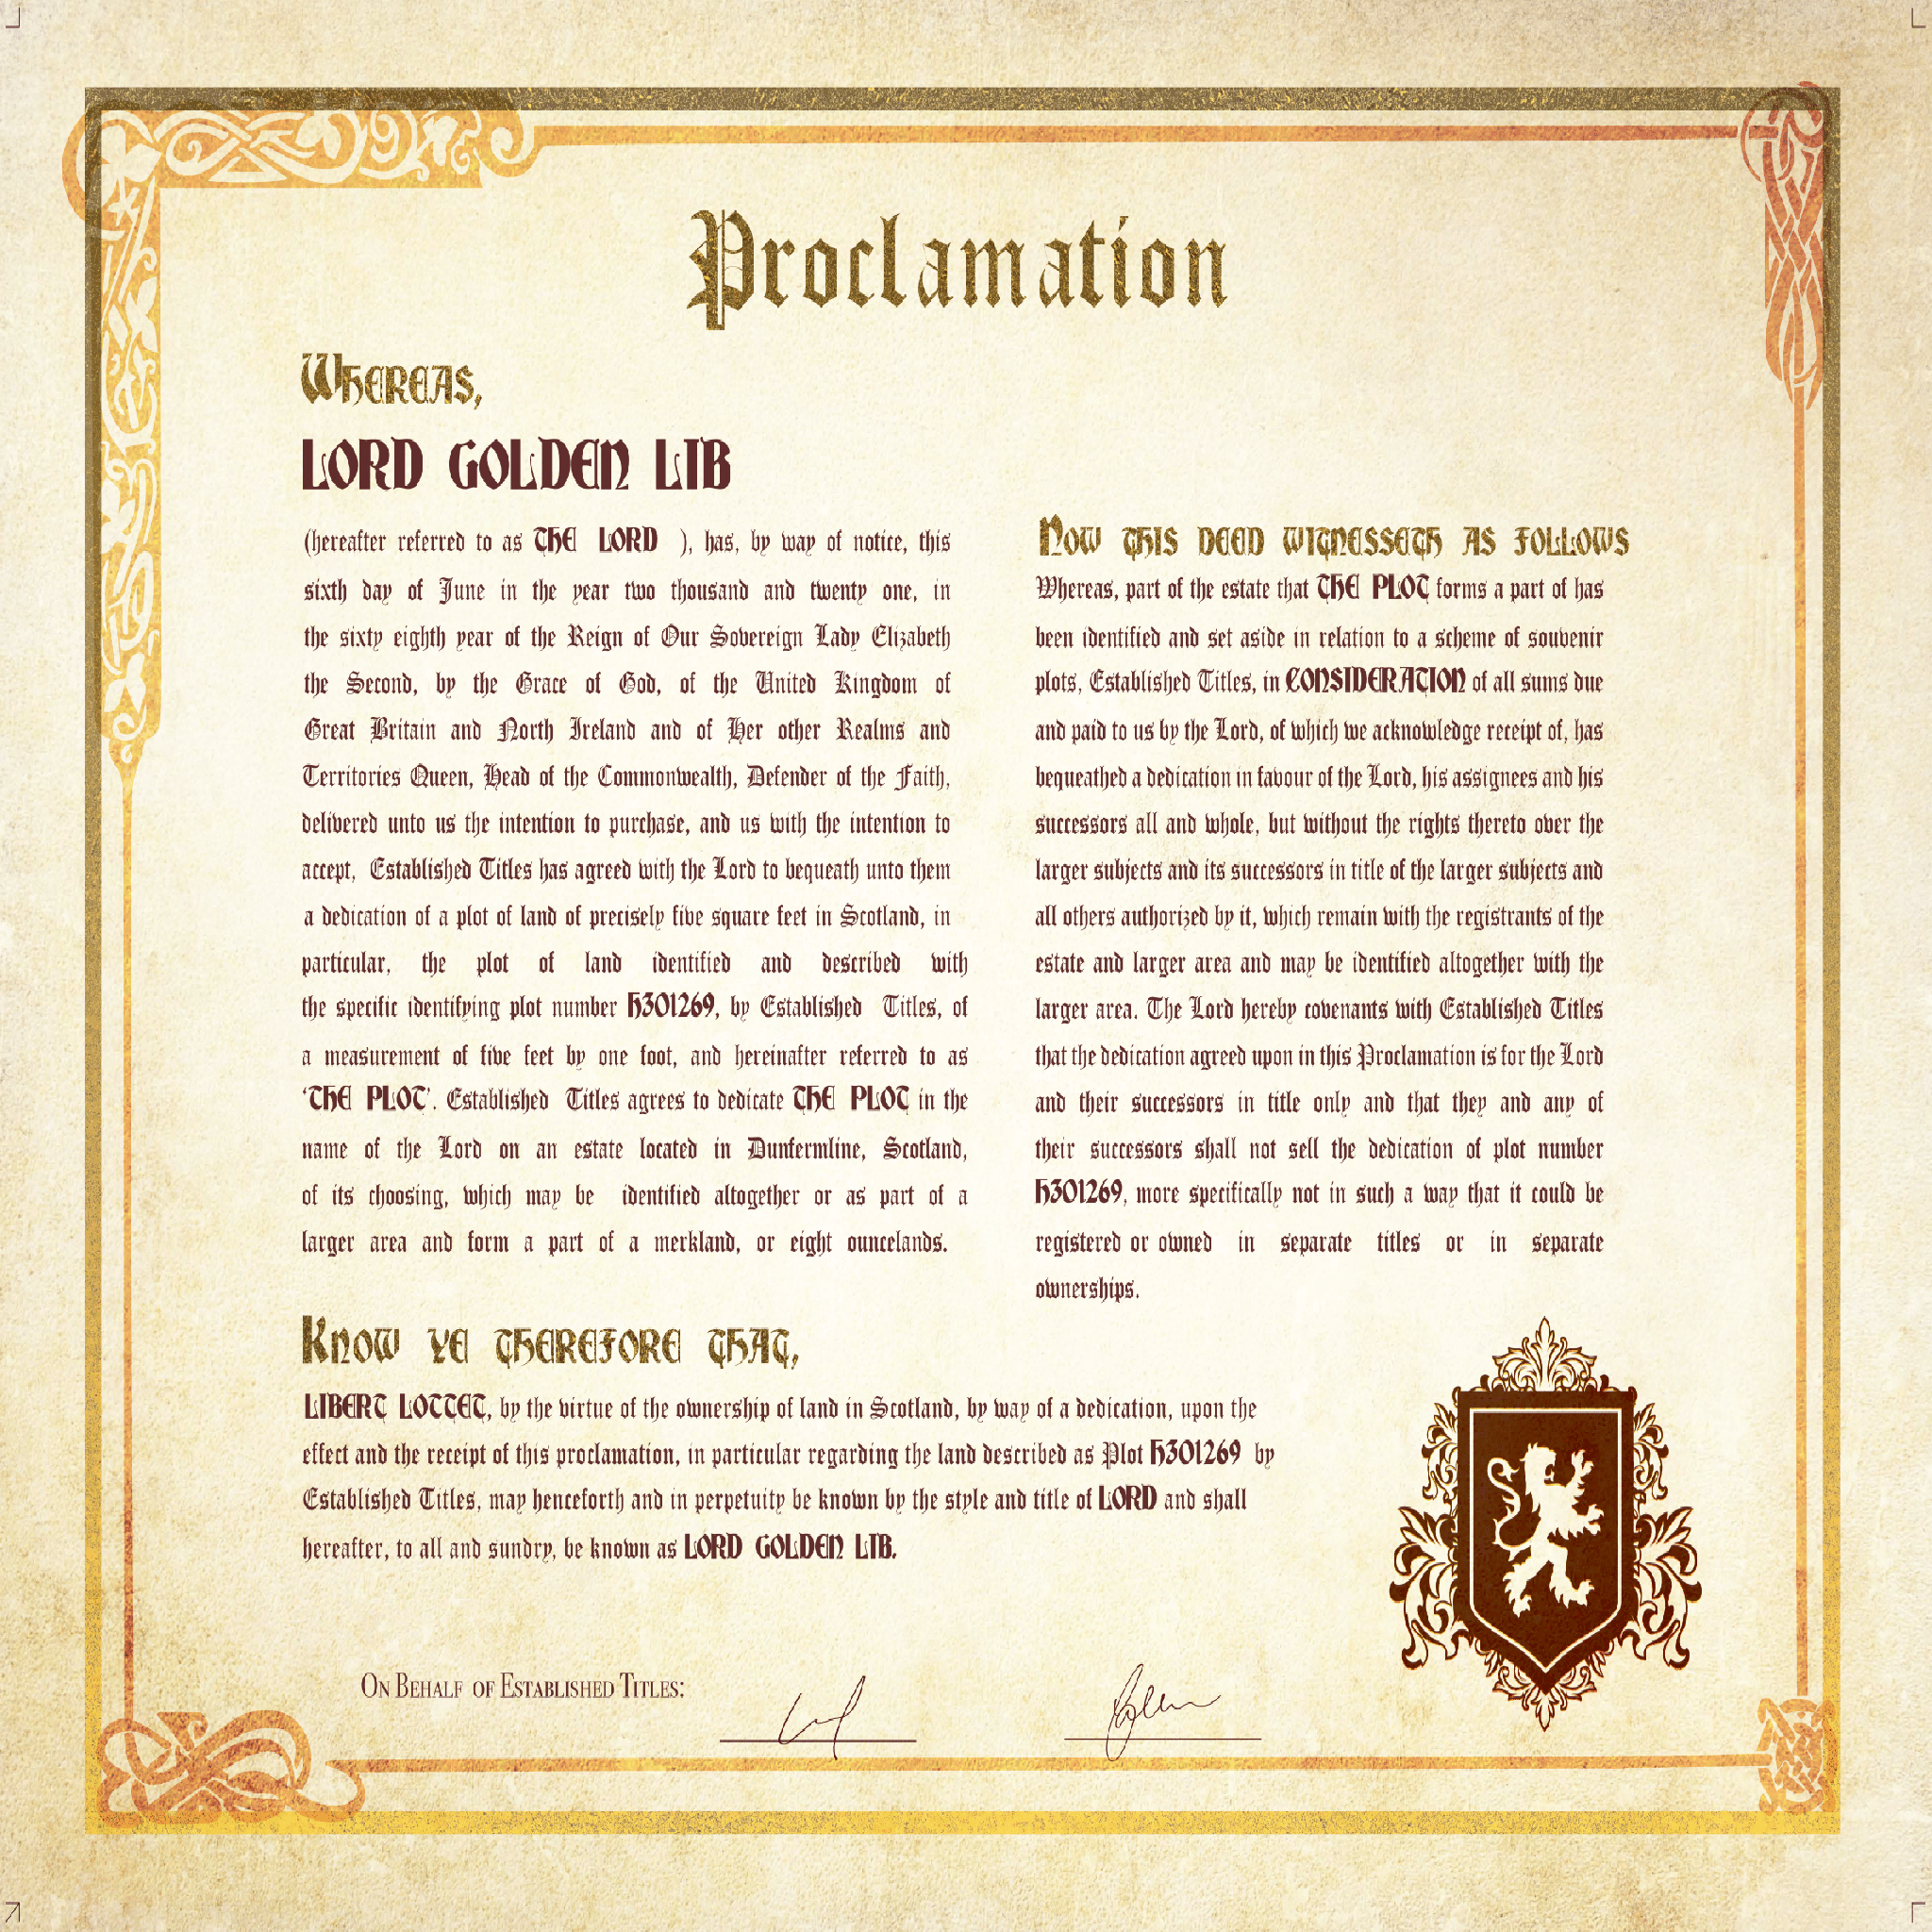 Proclamation
WHEREAS,
LORD GOLDEN LIB
(hereafter referred to as THE LORD ), has, by way of notice, this
sixth day of June in the year two thousand and twenty one, in
the sixty eighth year of the Reign of Our Sovereign Lady Elizabeth
the Second, by the Grace of God, of the United Kingdom of
Great Britain and North Ireland and of Her other Realms and
Territories Queen, Head of the Commonwealth, Defender of the Faith,
delivered unto us the intention to purchase, and us with the intention to
accept, Established Titles has agreed with the Lord to bequeath unto them
a dedication of a plot of land of precisely five square feet in Scotland, in
particular, the plot of land identified and described with
the specific identifying plot number H301269, by Established Titles, of
a measurement of five feet by one foot, and hereinafter referred to as
‘THE PLOT’. Established Titles agrees to dedicate THE PLOT in the
name of the Lord on an estate located in Dunfermline, Scotland,
of its choosing, which may be identified altogether or as part of a
larger area and form a part of a merkland, or eight ouncelands.
NOW THIS DEED WITNESSETH AS FOLLOWS
Whereas, part of the estate that THE PLOT forms a part of has
been identified and set aside in relation to a scheme of souvenir
plots, Established Titles, in CONSIDERATION of all sums due
and paid to us by the Lord, of which we acknowledge receipt of, has
bequeathed a dedication in favour of the Lord, his assignees and his
successors all and whole, but without the rights thereto over the
larger subjects and its successors in title of the larger subjects and
all others authorized by it, which remain with the registrants of the
estate and larger area and may be identified altogether with the
larger area. The Lord hereby covenants with Established Titles
that the dedication agreed upon in this Proclamation is for the Lord
and their successors in title only and that they and any of
their successors shall not sell the dedication of plot number
H301269, more specifically not in such a way that it could be
registered or owned in separate titles or in separate
ownerships.
KNOW YE THEREFORE THAT,
LIBERT LOTTET, by the virtue of the ownership of land in Scotland, by way of a dedication, upon the
effect and the receipt of this proclamation, in particular regarding the land described as Plot H301269 by
Established Titles, may henceforth and in perpetuity be known by the style and title of LORD and shall
hereafter, to all and sundry, be known as LORD GOLDEN LIB.
ON BEHALF OF ESTABLISHED TITLES: